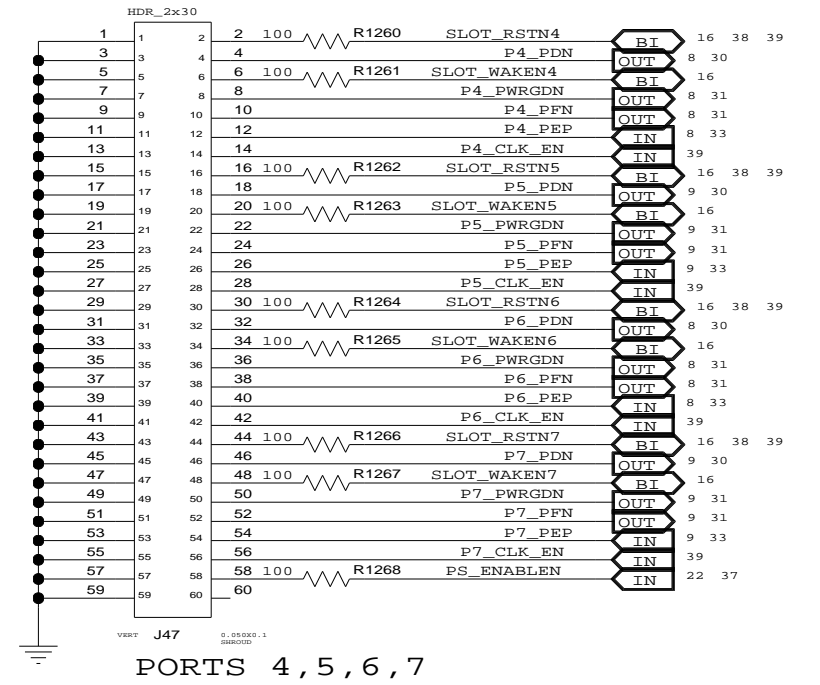 HDR_2x30
1 1 2 2 100 R1260 SLOT_RSTN4 BI 16 38 39
3 3 4 4 P4_PDN OUT 8 30
5 5 6 6 100 R1261 SLOT_WAKEN4 BI 16
7 7 8 8 P4_PWRGDN OUT 8 31
9 9 10 10 P4_PFN OUT 8 31
11 11 12 12 P4_PEP IN 8 33
13 13 14 14 P4_CLK_EN IN 39
15 15 16 16 100 R1262 SLOT_RSTN5 BI 16 38 39
17 17 18 18 P5_PDN OUT 9 30
19 19 20 20 100 R1263 SLOT_WAKEN5 BI 16
21 21 22 22 P5_PWRGDN OUT 9 31
23 23 24 24 P5_PFN OUT 9 31
25 25 26 26 P5_PEP IN 9 33
27 27 28 28 P5_CLK_EN IN 39
29 29 30 30 100 R1264 SLOT_RSTN6 BI 16 38 39
31 31 32 32 P6_PDN OUT 8 30
33 33 34 34 100 R1265 SLOT_WAKEN6 BI 16
35 35 36 36 P6_PWRGDN OUT 8 31
37 37 38 38 P6_PFN OUT 8 31
39 39 40 40 P6_PEP IN 8 33
41 41 42 42 P6_CLK_EN IN 39
43 43 44 44 100 R1266 SLOT_RSTN7 BI 16 38 39
45 45 46 46 P7_PDN OUT 9 30
47 47 48 48 100 R1267 SLOT_WAKEN7 BI 16
49 49 50 50 P7_PWRGDN OUT 9 31
51 51 52 52 P7_PFN OUT 9 31
53 53 54 54 P7_PEP IN 9 33
55 55 56 56 P7_CLK_EN IN 39
57 57 58 58 100 R1268 PS_ENABLEN IN 22 37
59 59 60 60
VERT J47 0.050X0.1
SHROUD
PORTS 4,5,6,7